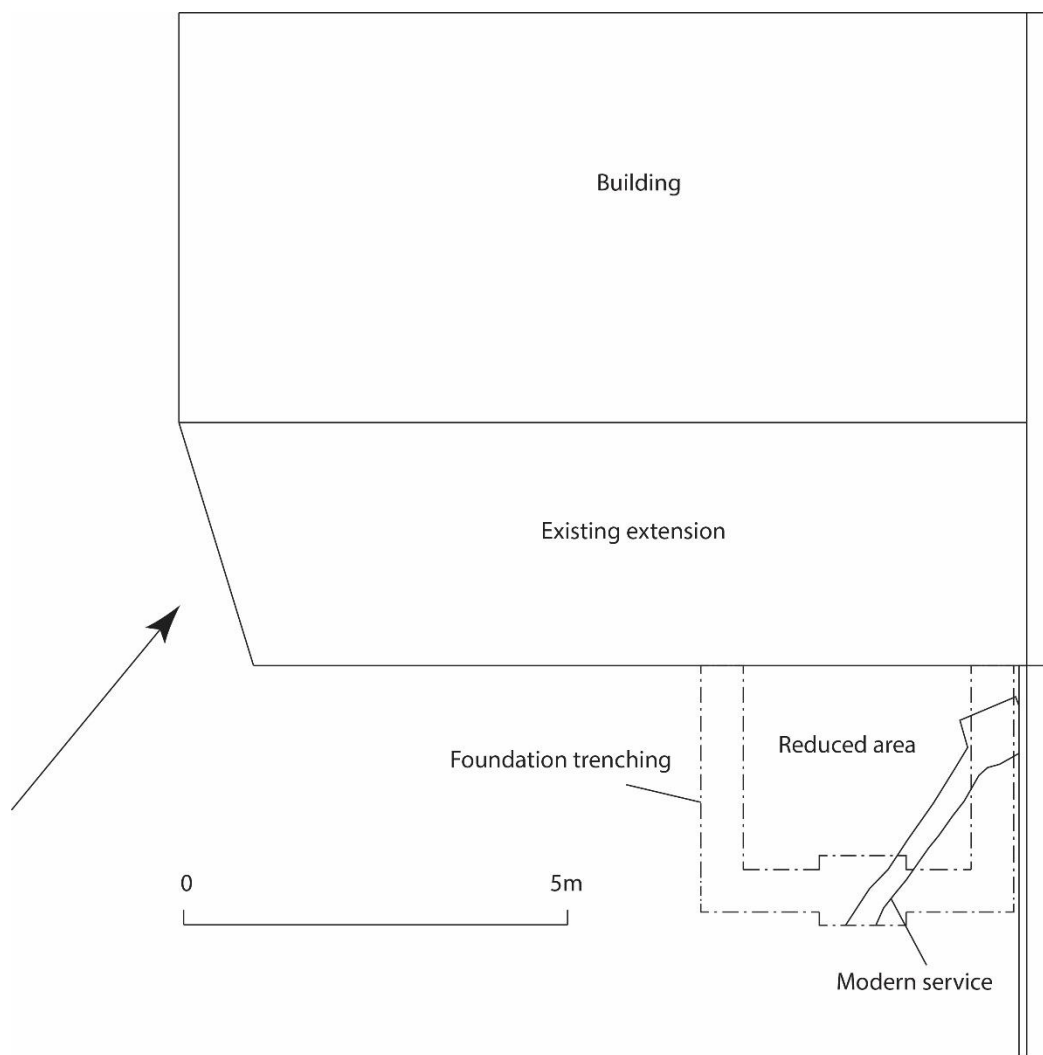 Building
Existing extension
Reduced area
Foundation trenching
0
5m
Modern service